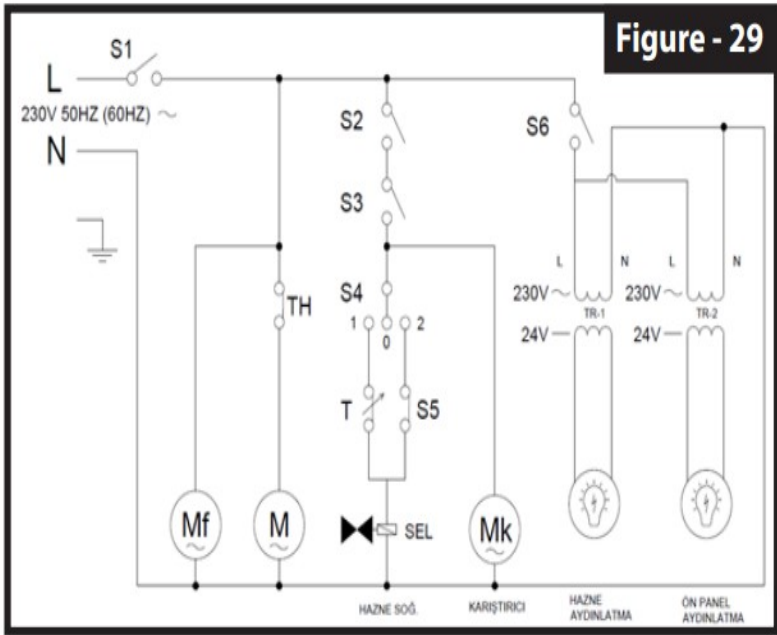 Figure - 29
S1
L
230V 50HZ (60HZ) ~
N
S2
S6
S3
L N L N
S4
TH
230V ~ TR-1 230V ~ TR-2
1 0 2
24V 24V
T S5
Mf M SEL Mk
HAZNE SOĞ. KARIŞTIRICI HAZNE AYDINLATMA ÖN PANEL AYDINLATMA